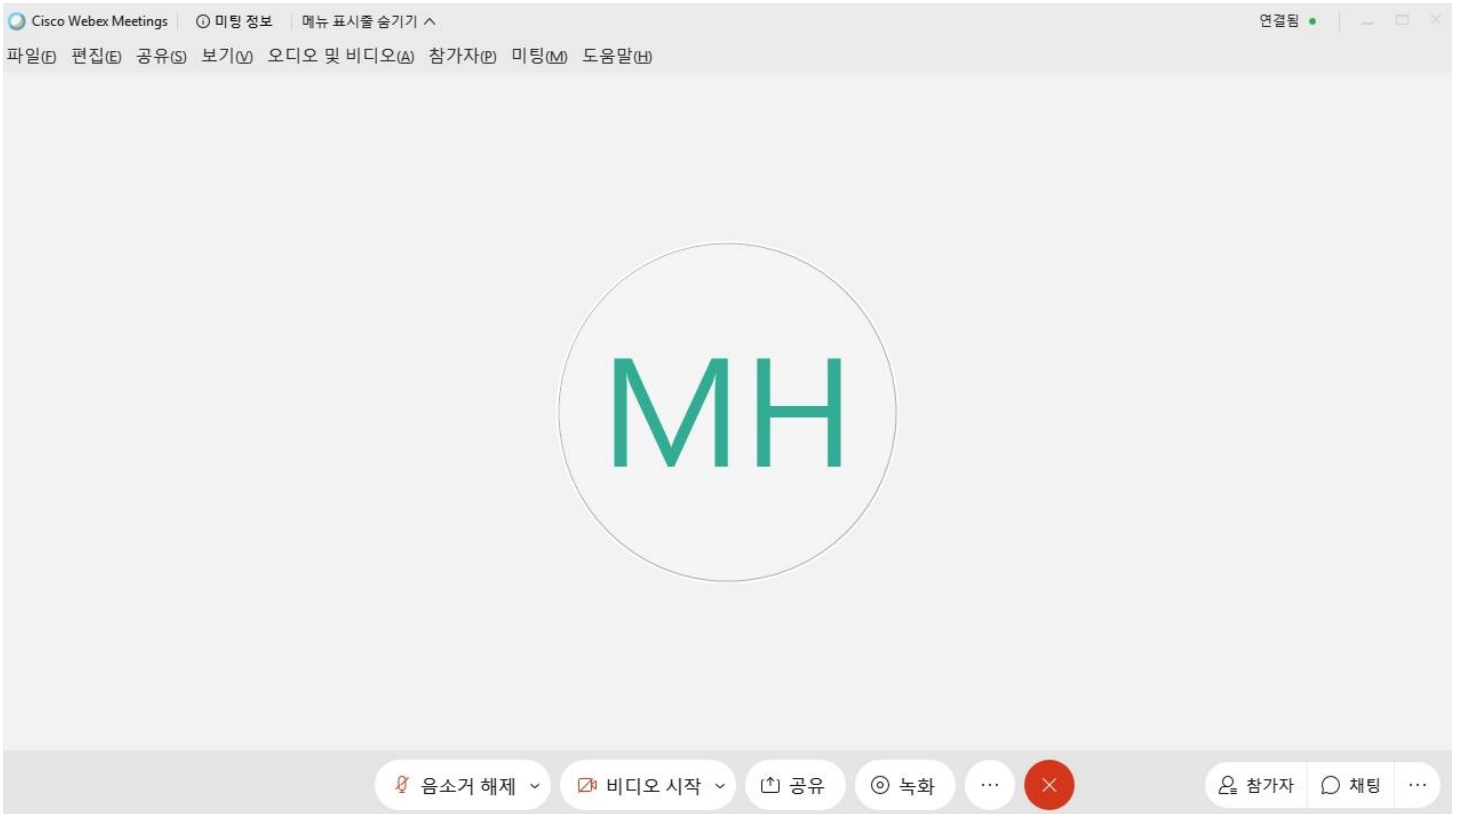 Cisco Webex Meetings 미팅 정보 메뉴 표시줄 숨기기 연결됨
파일(F) 편집(E) 공유(S) 보기(V) 오디오 및 비디오(A) 참가자(P) 미팅(M) 도움말(H)
MH
음소거 해제 비디오 시작 공유 녹화 ... 참가자 채팅 ...